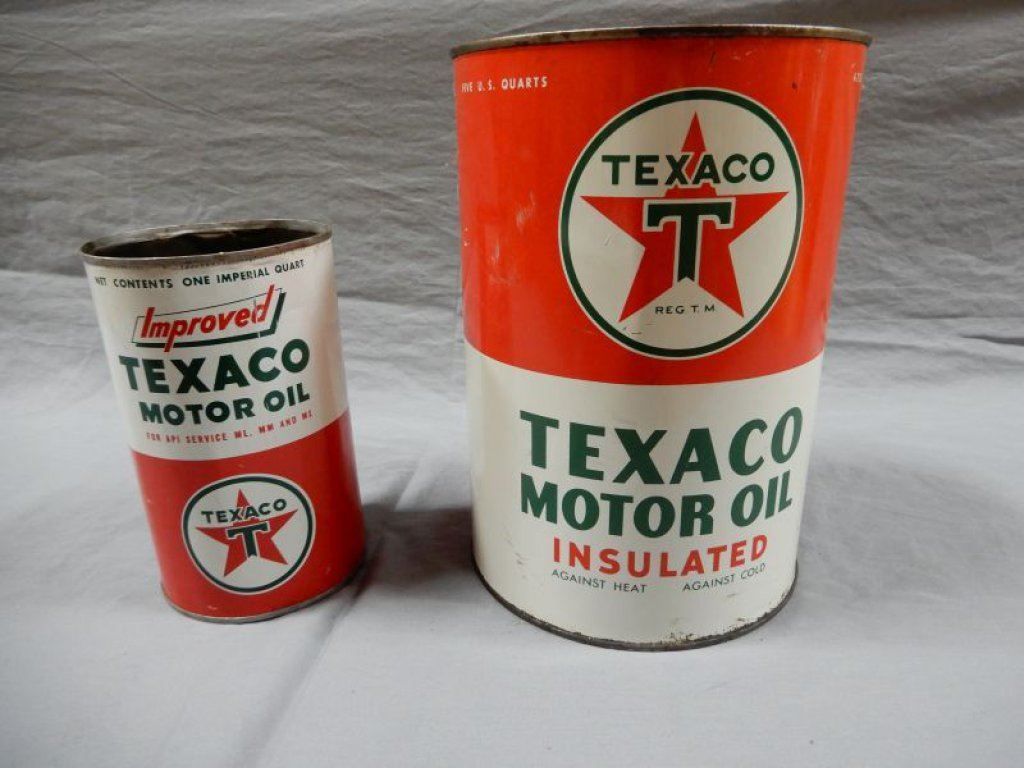 NET CONTENTS ONE IMPERIAL QUART
Improved
TEXACO
MOTOR OIL
FOR API SERVICE ML, MM AND MS
TEXACO
T
FIVE U.S. QUARTS
TEXACO
T
REG T. M
TEXACO
MOTOR OIL
INSULATED
AGAINST HEAT AGAINST COLD